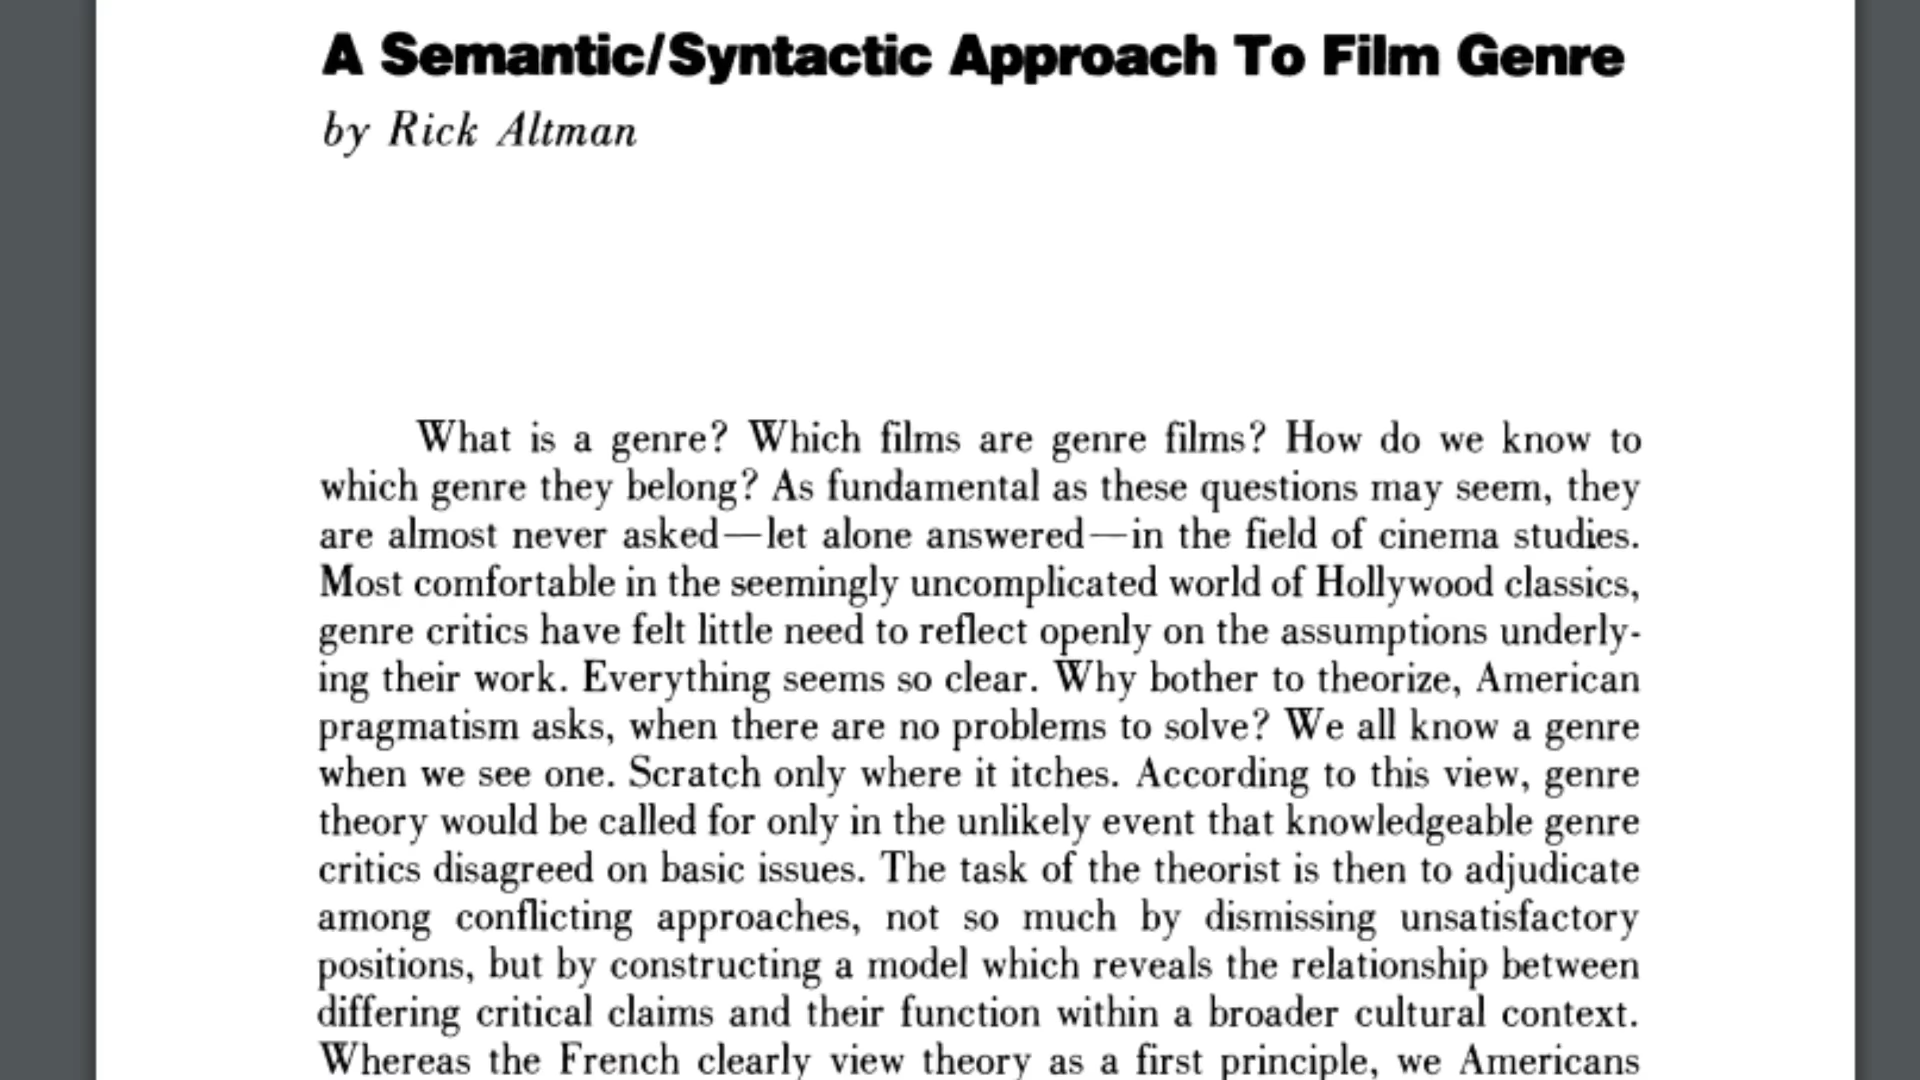 A Semantic/Syntactic Approach To Film Genre
by Rick Altman
What is a genre? Which films are genre films? How do we know to
which genre they belong? As fundamental as these questions may seem, they
are almost never asked—let alone answered—in the field of cinema studies.
Most comfortable in the seemingly uncomplicated world of Hollywood classics,
genre critics have felt little need to reflect openly on the assumptions underly-
ing their work. Everything seems so clear. Why bother to theorize, American
pragmatism asks, when there are no problems to solve? We all know a genre
when we see one. Scratch only where it itches. According to this view, genre
theory would be called for only in the unlikely event that knowledgeable genre
critics disagreed on basic issues. The task of the theorist is then to adjudicate
among conflicting approaches, not so much by dismissing unsatisfactory
positions, but by constructing a model which reveals the relationship between
differing critical claims and their function within a broader cultural context.
Whereas the French clearly view theory as a first principle, we Americans